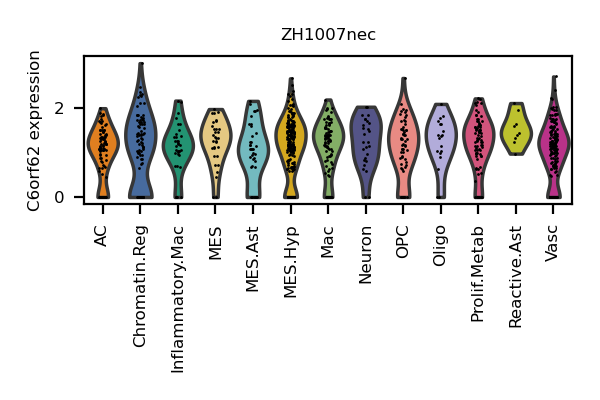 ZH1007nec
C6orf62 expression
2
0
AC
Chromatin.Reg
Inflammatory.Mac
MES
MES.Ast
MES.Hyp
Mac
Neuron
OPC
Oligo
Prolif.Metab
Reactive.Ast
Vasc